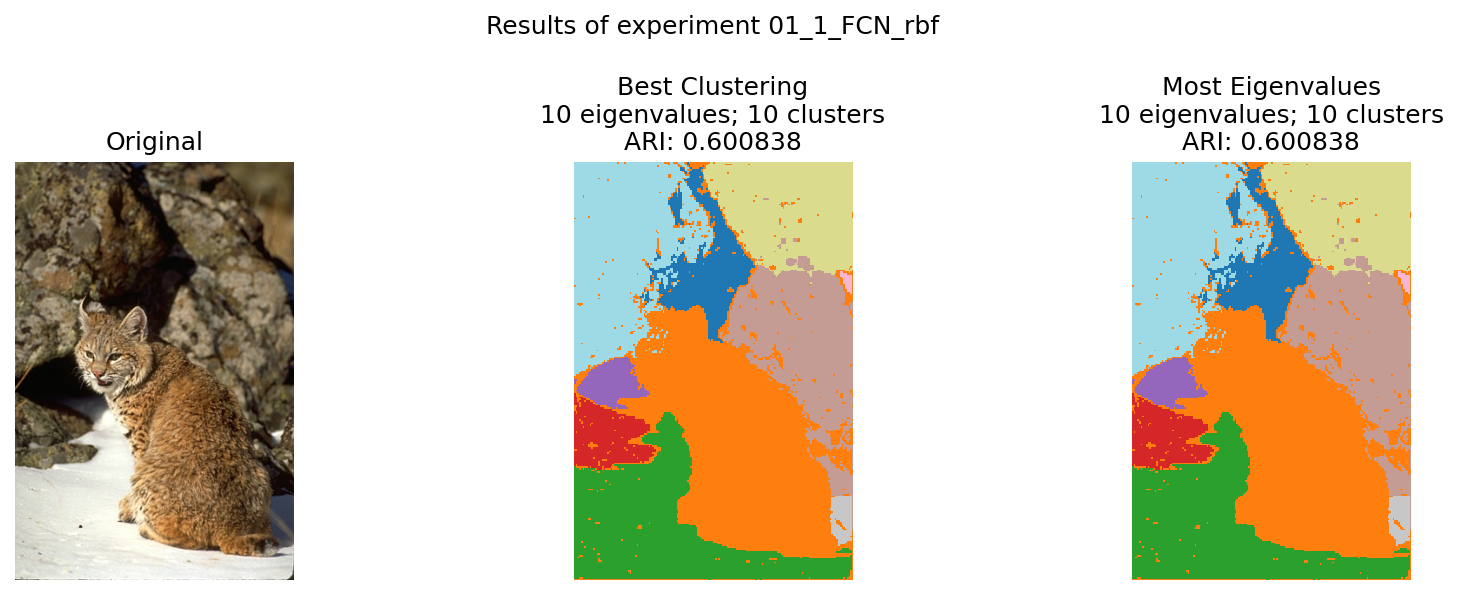 Results of experiment 01_1_FCN_rbf
Original
Best Clustering
10 eigenvalues; 10 clusters
ARI: 0.600838
Most Eigenvalues
10 eigenvalues; 10 clusters
ARI: 0.600838